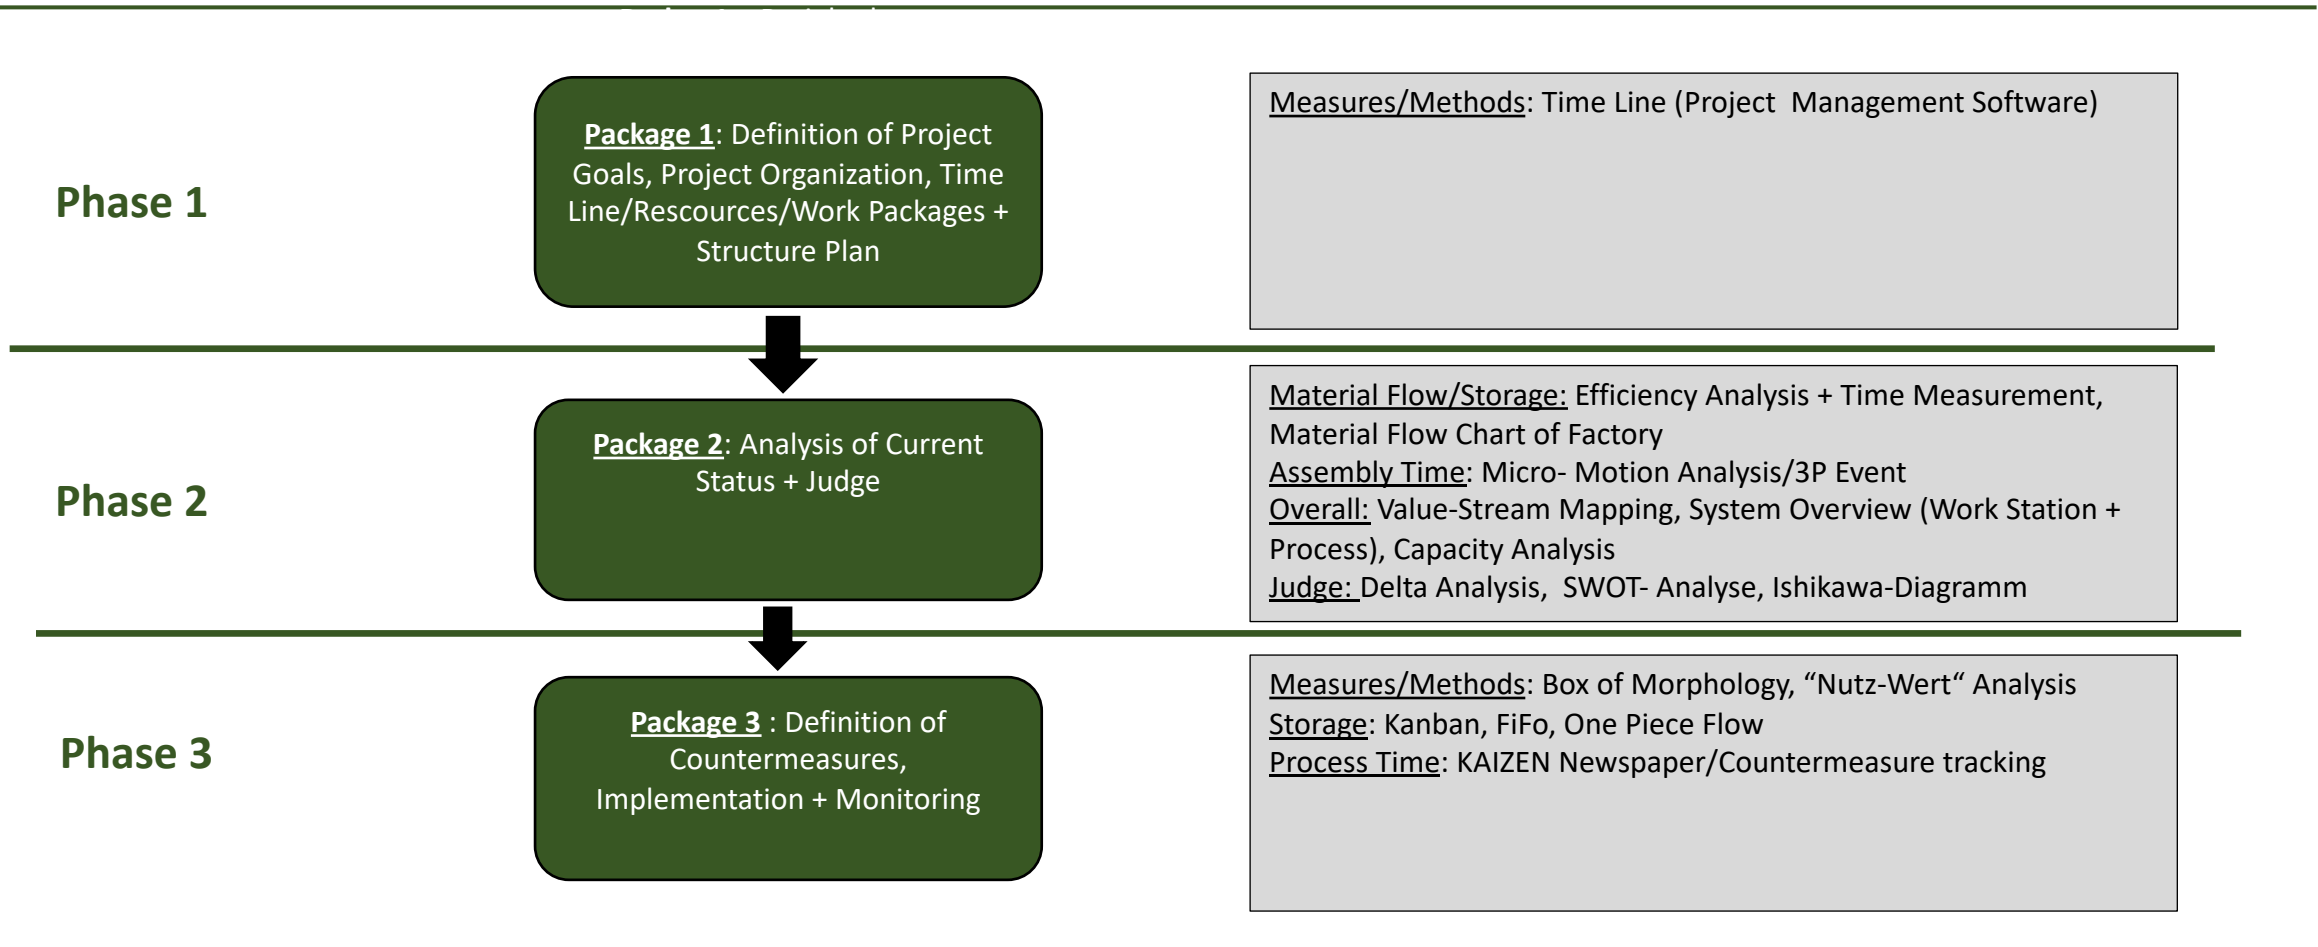 Phase 1
Package 1: Definition of Project
Goals, Project Organization, Time
Line/Rescources/Work Packages +
Structure Plan
Measures/Methods: Time Line (Project  Management Software)
Phase 2
Package 2: Analysis of Current
Status + Judge
Material Flow/Storage: Efficiency Analysis + Time Measurement,
Material Flow Chart of Factory
Assembly Time: Micro- Motion Analysis/3P Event
Overall: Value-Stream Mapping, System Overview (Work Station +
Process), Capacity Analysis
Judge: Delta Analysis,  SWOT- Analyse, Ishikawa-Diagramm
Phase 3
Package 3 : Definition of
Countermeasures,
Implementation + Monitoring
Measures/Methods: Box of Morphology, “Nutz-Wert“ Analysis
Storage: Kanban, FiFo, One Piece Flow
Process Time: KAIZEN Newspaper/Countermeasure tracking